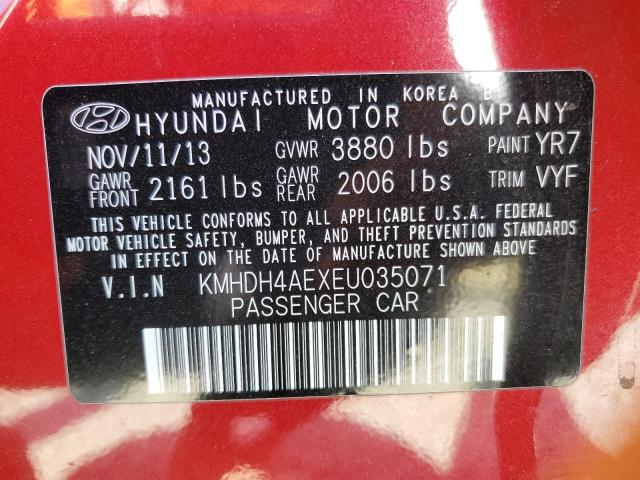 MANUFACTURED IN KOREA BY
HYUNDAI MOTOR COMPANY
NOV/11/13 GVWR 3880 lbs PAINT YR7
GAWR FRONT 2161 lbs GAWR REAR 2006 lbs TRIM VYF
THIS VEHICLE CONFORMS TO ALL APPLICABLE U.S.A. FEDERAL
MOTOR VEHICLE SAFETY, BUMPER, AND THEFT PREVENTION STANDARDS
IN EFFECT ON THE DATE OF MANUFACTURE SHOWN ABOVE
V.I.N KMHDH4AEXEU035071
PASSENGER CAR